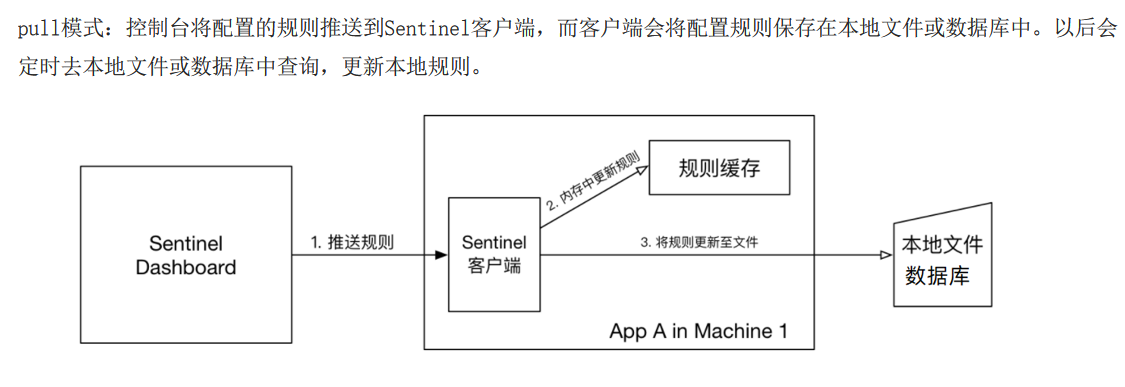 pull模式：控制台将配置的规则推送到Sentinel客户端，而客户端会将配置规则保存在本地文件或数据库中。以后会
定时去本地文件或数据库中查询，更新本地规则。
规则缓存
2. 内存中更新规则
Sentinel
Dashboard
1. 推送规则
Sentinel
客户端
3. 将规则更新至文件
本地文件
数据库
App A in Machine 1